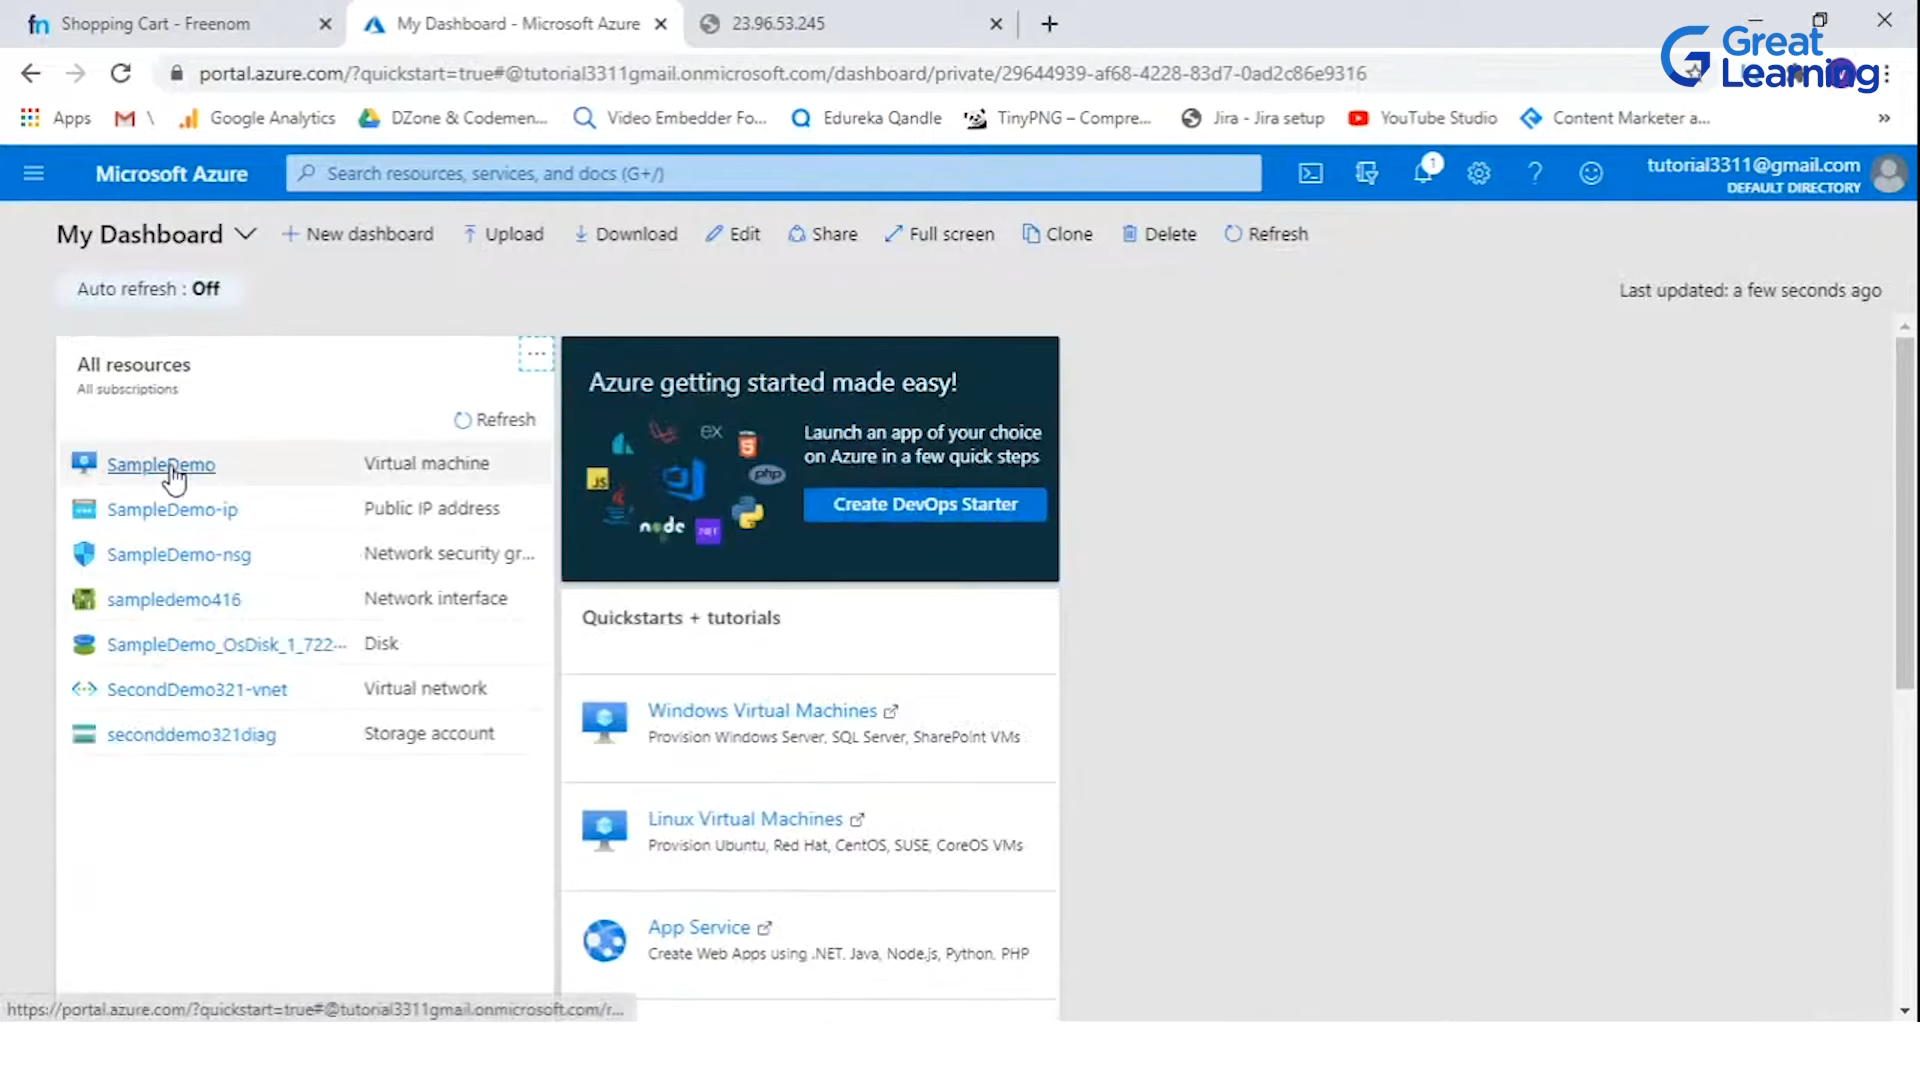 Shopping Cart - Freenom
My Dashboard - Microsoft Azure
23.96.53.245
Great Learning
portal.azure.com/?quickstart=true#@tutorial3311gmail.onmicrosoft.com/dashboard/private/29644939-af68-4228-83d7-0ad2c86e9316
Apps
\
Google Analytics
DZone & Codemen...
Video Embedder Fo...
Edureka Qandle
TinyPNG – Compre...
Jira - Jira setup
YouTube Studio
Content Marketer a...
»
Microsoft Azure
Search resources, services, and docs (G+/)
1
tutorial3311@gmail.com
DEFAULT DIRECTORY
My Dashboard
+ New dashboard
Upload
Download
Edit
Share
Full screen
Clone
Delete
Refresh
Auto refresh : Off
Last updated: a few seconds ago
All resources
...
All subscriptions
Refresh
SampleDemo Virtual machine
SampleDemo-ip Public IP address
SampleDemo-nsg Network security gr...
sampledemo416 Network interface
SampleDemo_OsDisk_1_722... Disk
SecondDemo321-vnet Virtual network
seconddemo321diag Storage account
Azure getting started made easy!
Launch an app of your choice
on Azure in a few quick steps
Create DevOps Starter
ex
JS
php
node
.NET
Quickstarts + tutorials
Windows Virtual Machines
Provision Windows Server, SQL Server, SharePoint VMs
Linux Virtual Machines
Provision Ubuntu, Red Hat, CentOS, SUSE, CoreOS VMs
App Service
Create Web Apps using .NET, Java, Node.js, Python, PHP
https://portal.azure.com/?quickstart=true#@tutorial3311gmail.onmicrosoft.com/r...